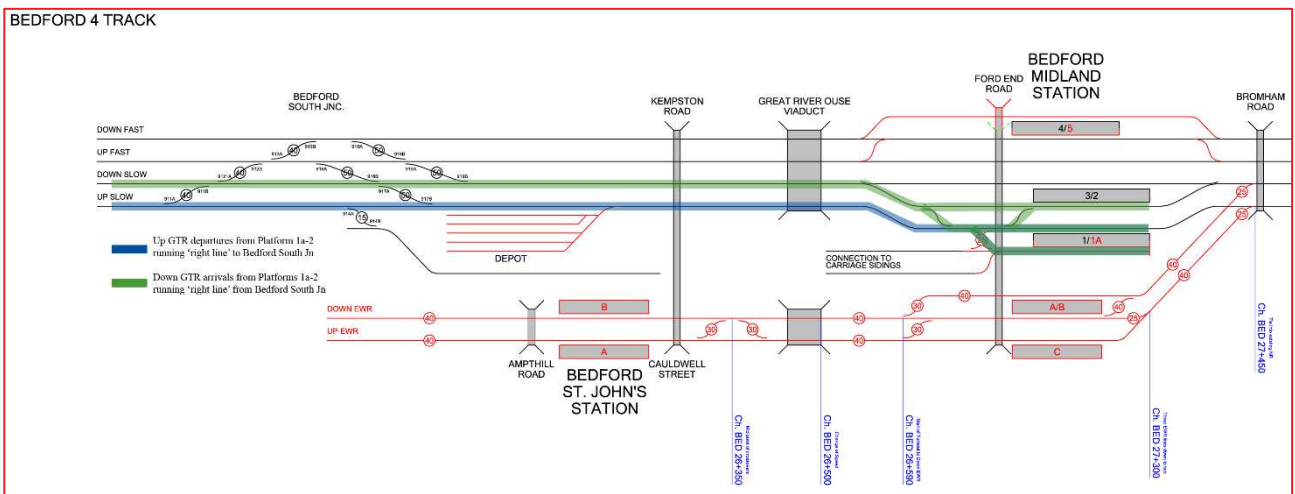 BEDFORD 4 TRACK
BEDFORD
SOUTH JNC.
KEMPSTON
ROAD
GREAT RIVER OUSE
VIADUCT
FORD END
ROAD
BEDFORD
MIDLAND
STATION
BROMHAM
ROAD
DOWN FAST
4/5
UP FAST
40
50
DOWN SLOW
40
50
50
UP SLOW
3/2
40
50
25
25
15
Up GTR departures from Platform 1a-2
running 'right line' to Bedford South Jn
1/1A
DEPOT
CONNECTION TO
CARRIAGE SIDINGS
Down GTR arrivals from Platforms 1a-2
running 'right line' from Bedford South Jn
40
40
40
DOWN EWR
B
30
A/B
40
40
40
25
UP EWR
30
30
30
40
40
A
C
AMPTHILL
ROAD
BEDFORD
ST. JOHN'S
STATION
CAULDWELL
STREET
Ch. BED 26+350
Change of Speed
Ch. BED 26+500
Ch. BED 26+590
Ch. BED 27+300
Ch. BED 27+450